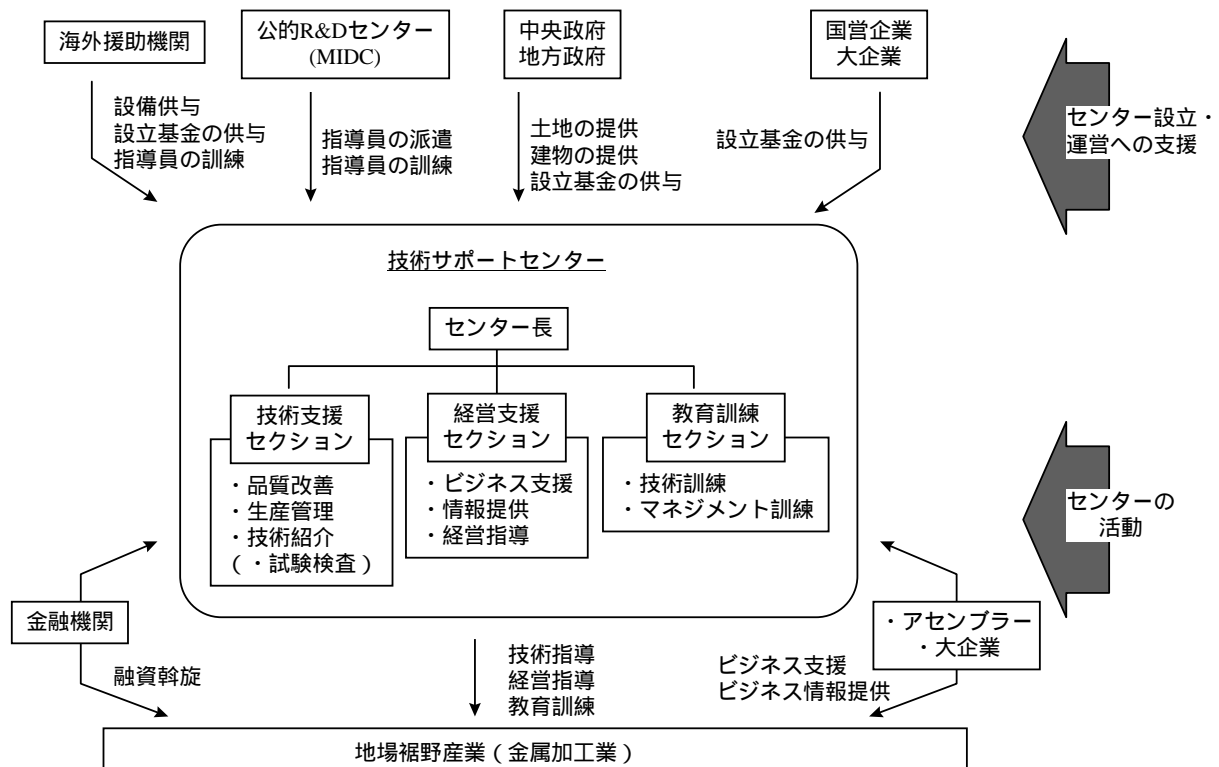 海外援助機関
公的R&Dセンター
(MIDC)
中央政府
地方政府
国営企業
大企業
設備供与
設立基金の供与
指導員の訓練
指導員の派遣
指導員の訓練
土地の提供
建物の提供
設立基金の供与
設立基金の供与
センター設立・
運営への支援
技術サポートセンター
センター長
技術支援
セクション
経営支援
セクション
教育訓練
セクション
・品質改善
・生産管理
・技術紹介
(・試験検査)
・ビジネス支援
・情報提供
・経営指導
・技術訓練
・マネジメント訓練
センターの
活動
金融機関
・アセンブラー
・大企業
融資斡旋
技術指導
経営指導
教育訓練
ビジネス支援
ビジネス情報提供
地場裾野産業(金属加工業)